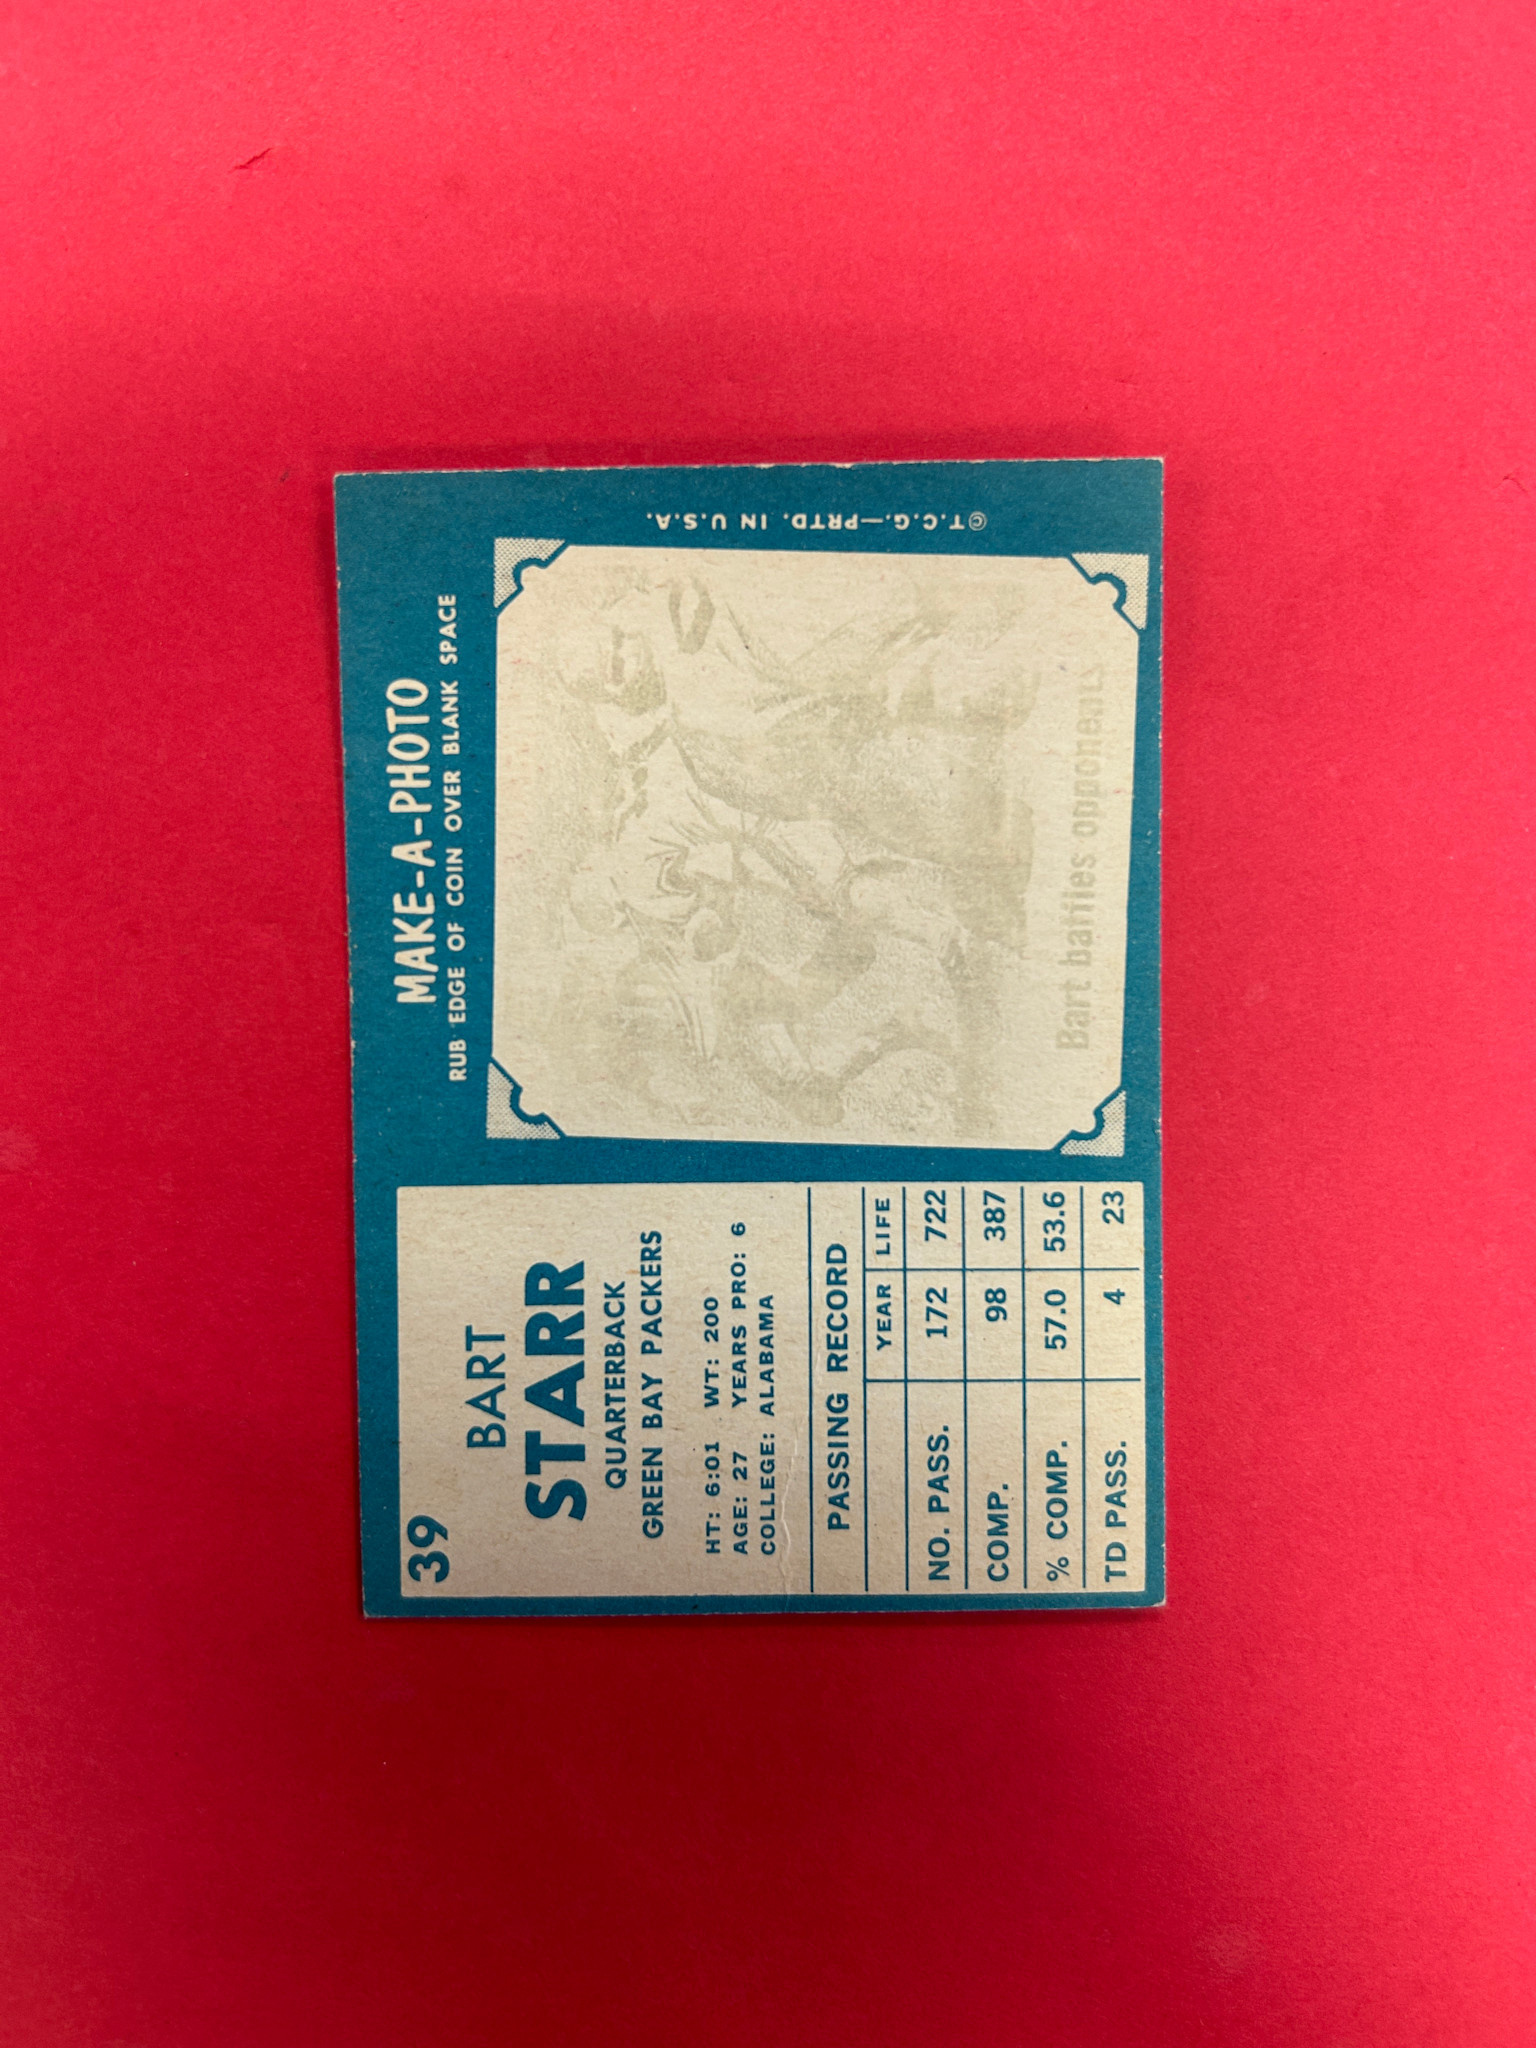 39
BART
STARR
QUARTERBACK
GREEN BAY PACKERS
HT: 6:01 WT: 200
AGE: 27 YEARS PRO: 6
COLLEGE: ALABAMA
PASSING RECORD
YEAR LIFE
NO. PASS. 172 722
COMP. 98 387
% COMP. 57.0 53.6
TD PASS. 4 23
MAKE-A-PHOTO
RUB EDGE OF COIN OVER BLANK SPACE
Bart battles opponents
©T.C.G.—PRTD. IN U.S.A.